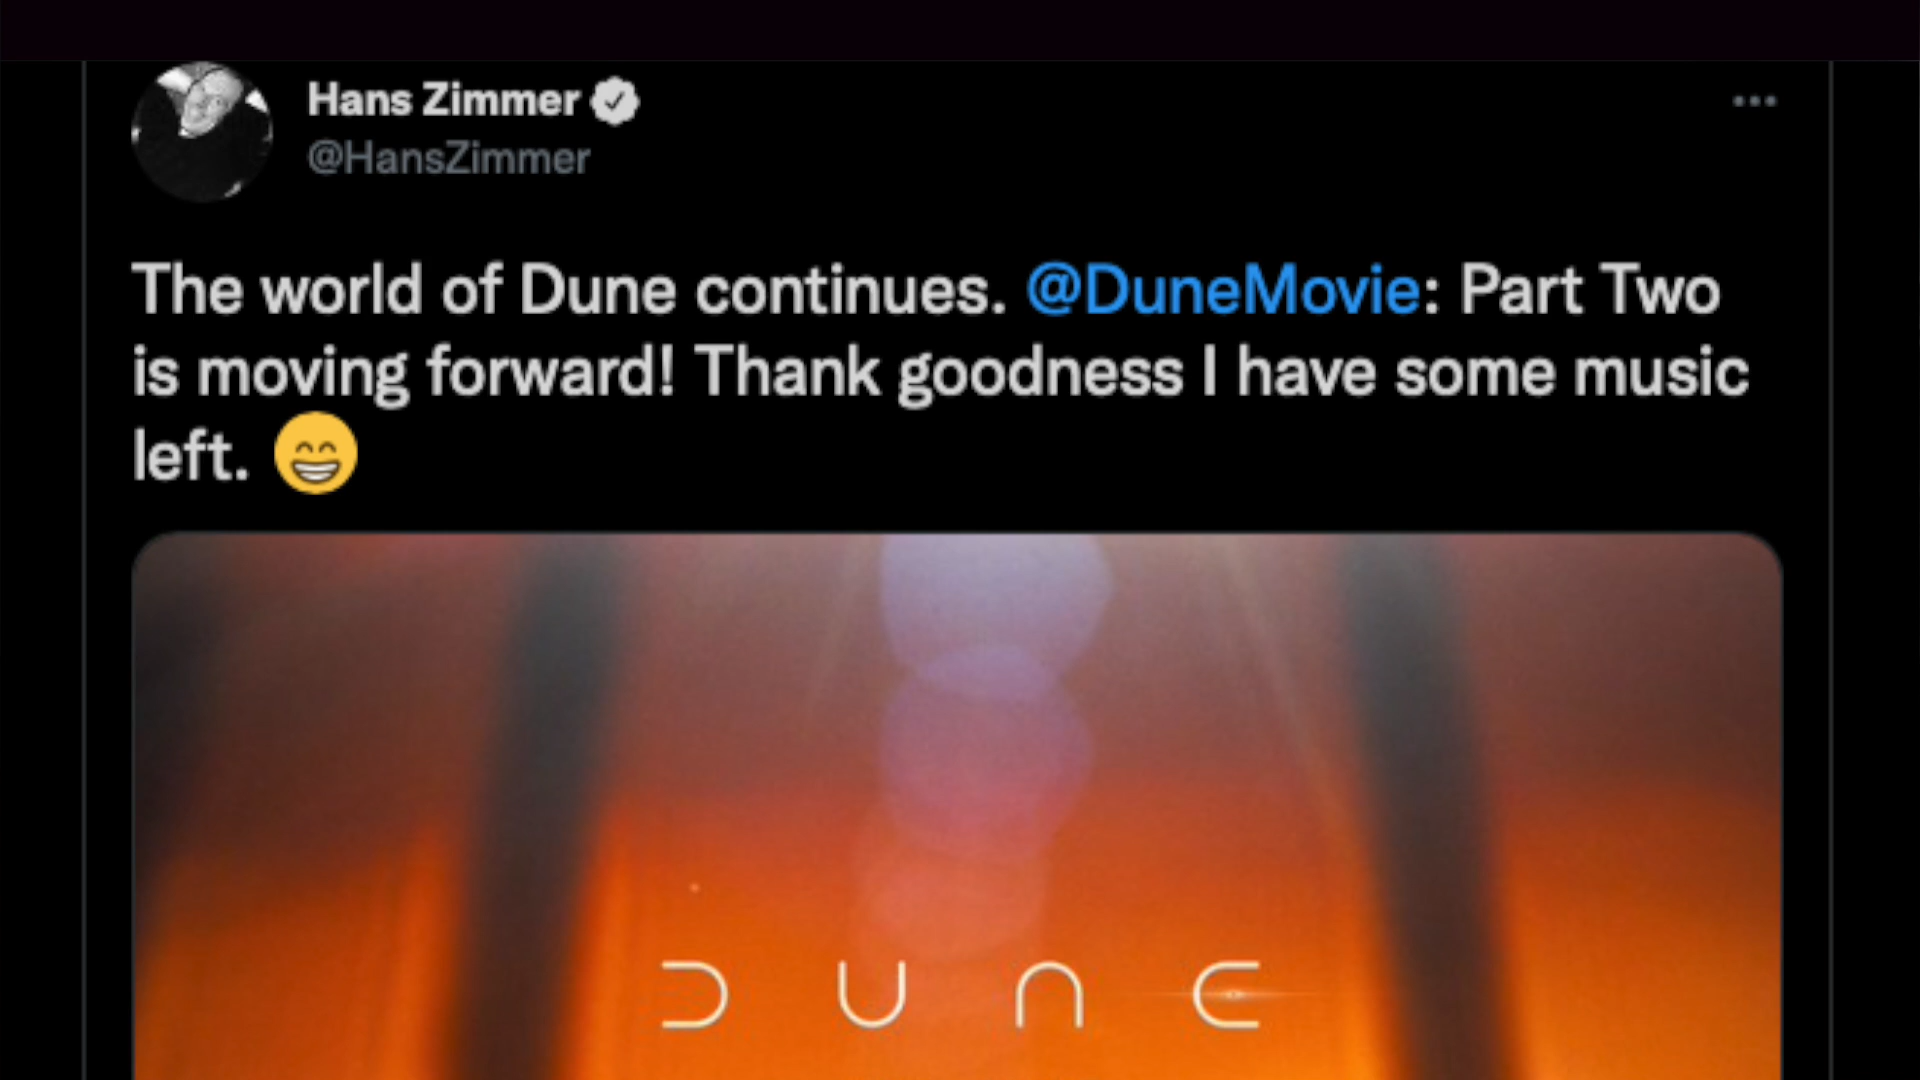 Hans Zimmer
@HansZimmer
The world of Dune continues. @DuneMovie: Part Two
is moving forward! Thank goodness I have some music
left. 😁
DUNE